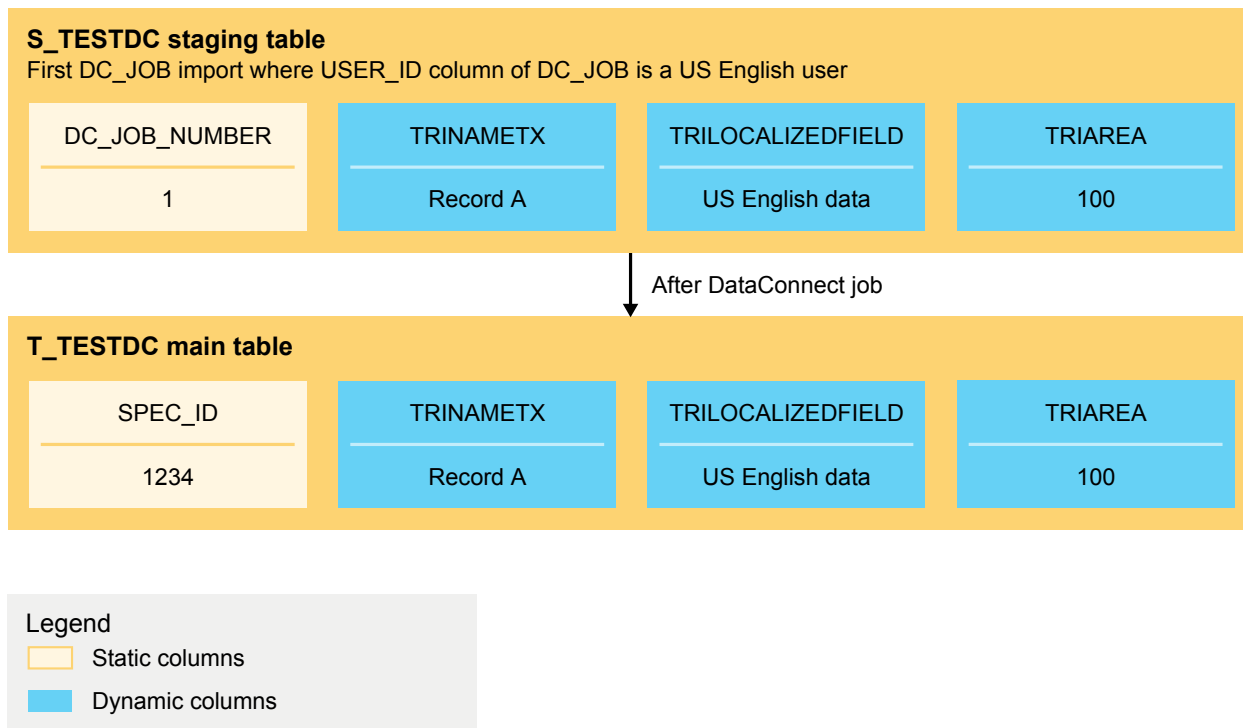 S_TESTDC staging table
First DC_JOB import where USER_ID column of DC_JOB is a US English user
DC_JOB_NUMBER
1
TRINAMETX
Record A
TRILOCALIZEDFIELD
US English data
TRIAREA
100
After DataConnect job
T_TESTDC main table
SPEC_ID
1234
TRINAMETX
Record A
TRILOCALIZEDFIELD
US English data
TRIAREA
100
Legend
Static columns
Dynamic columns